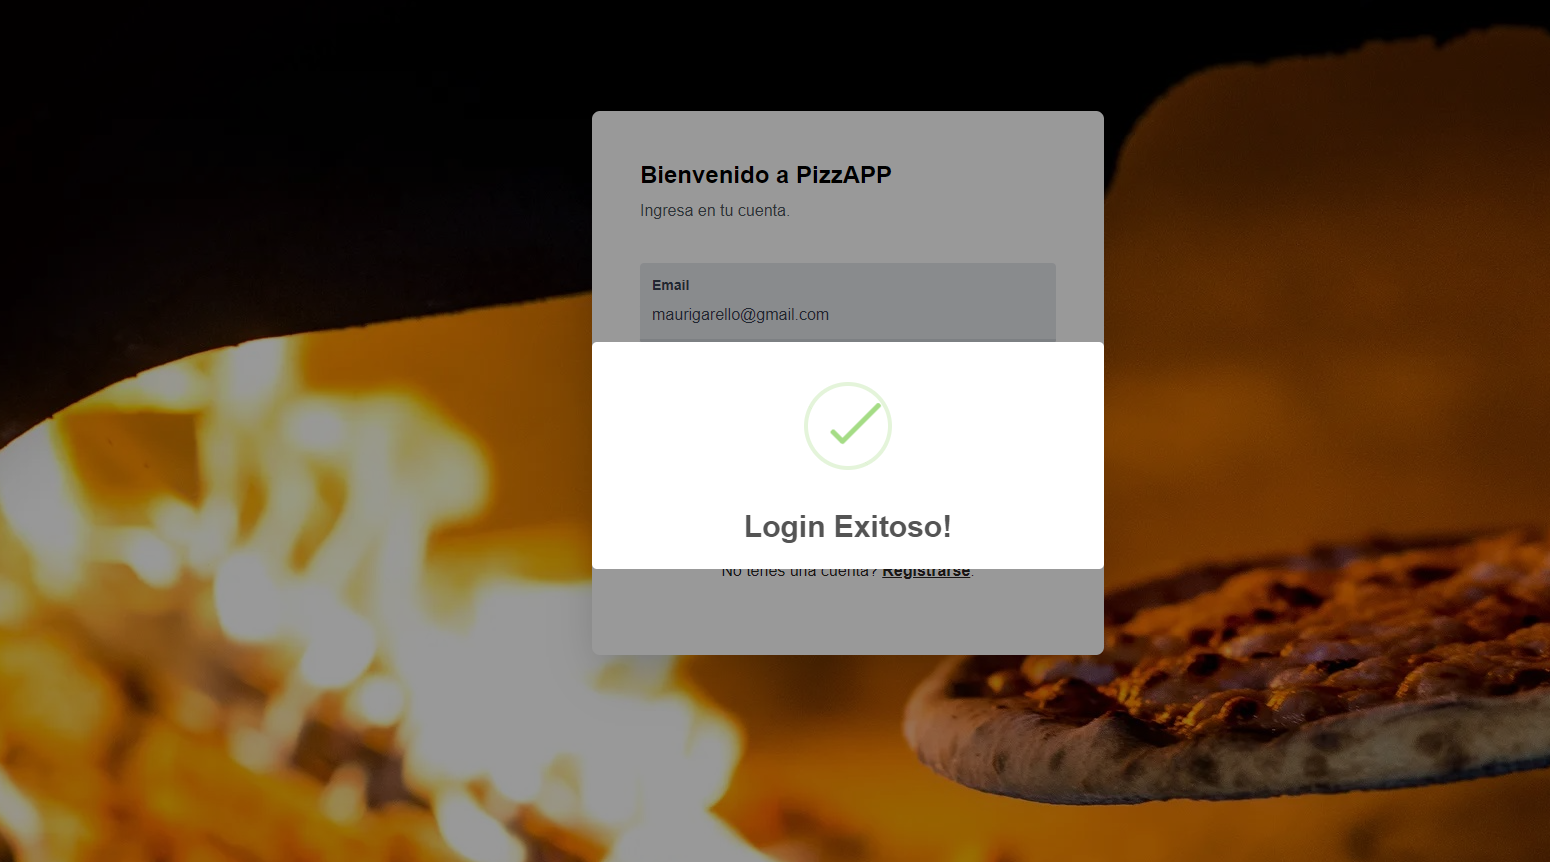 Bienvenido a PizzAPP
Ingresa en tu cuenta.
Email
maurigarello@gmail.com
Login Exitoso!
No tenes una cuenta? Registrarse.